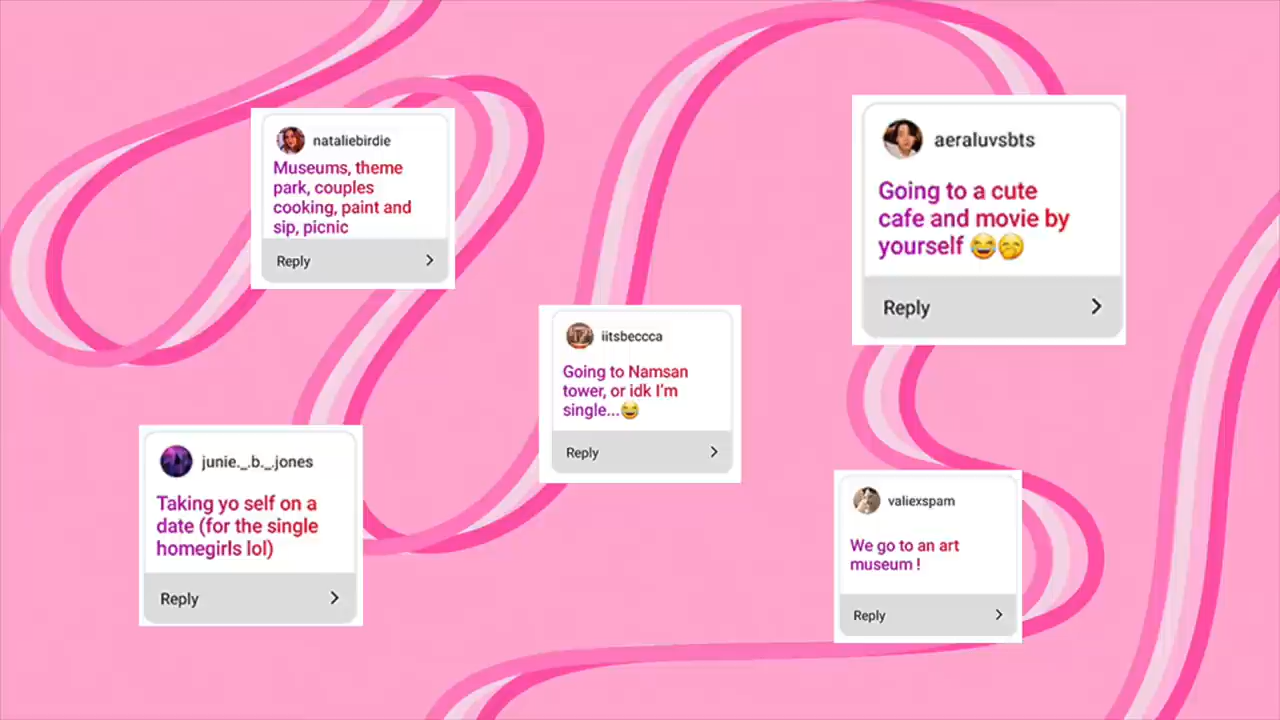 nataliebirdie
Museums, theme
park, couples
cooking, paint and
sip, picnic
Reply
aeraluvsbts
Going to a cute
cafe and movie by
yourself 😂🤭
Reply
iitsbeccca
Going to Namsan
tower, or idk I'm
single...😂
Reply
junie._.b._.jones
Taking yo self on a
date (for the single
homegirls lol)
Reply
valiexspam
We go to an art
museum !
Reply